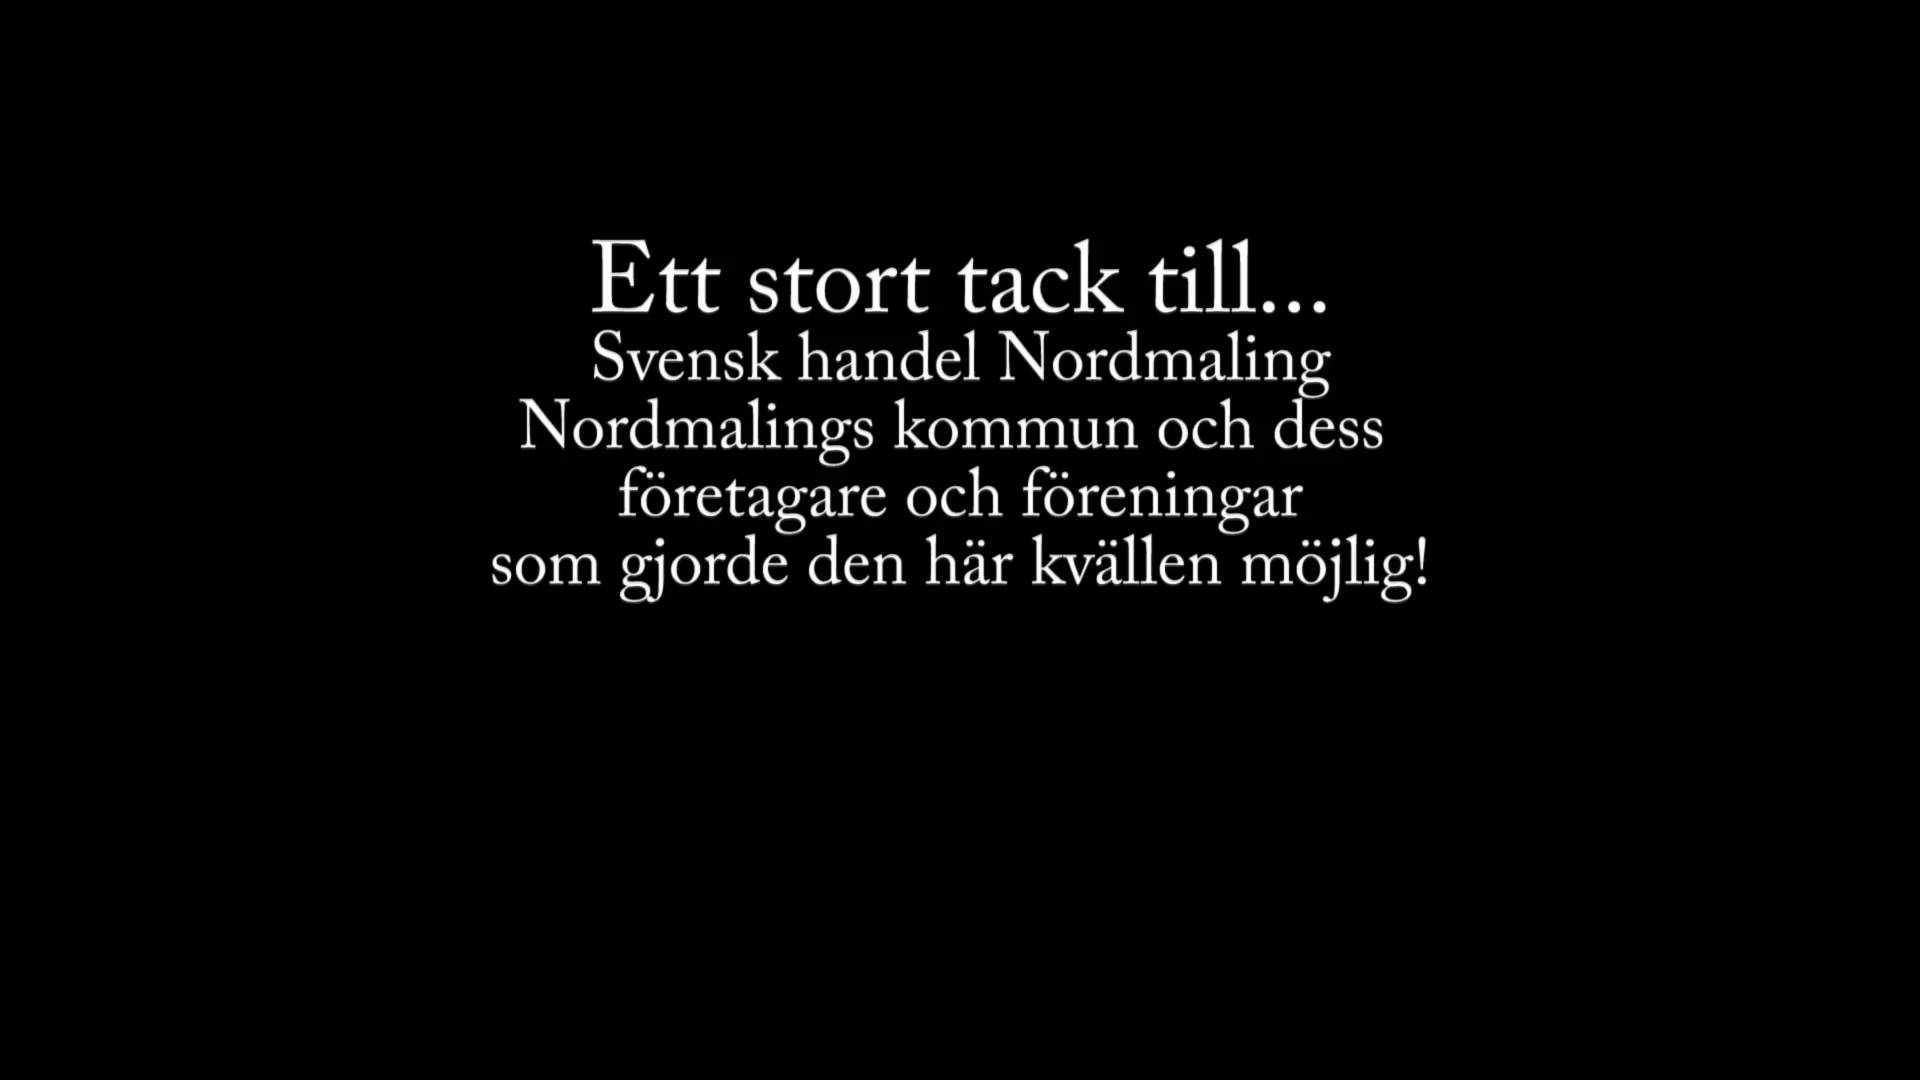 Ett stort tack till...
Svensk handel Nordmaling
Nordmalings kommun och dess
företagare och föreningar
som gjorde den här kvällen möjlig!